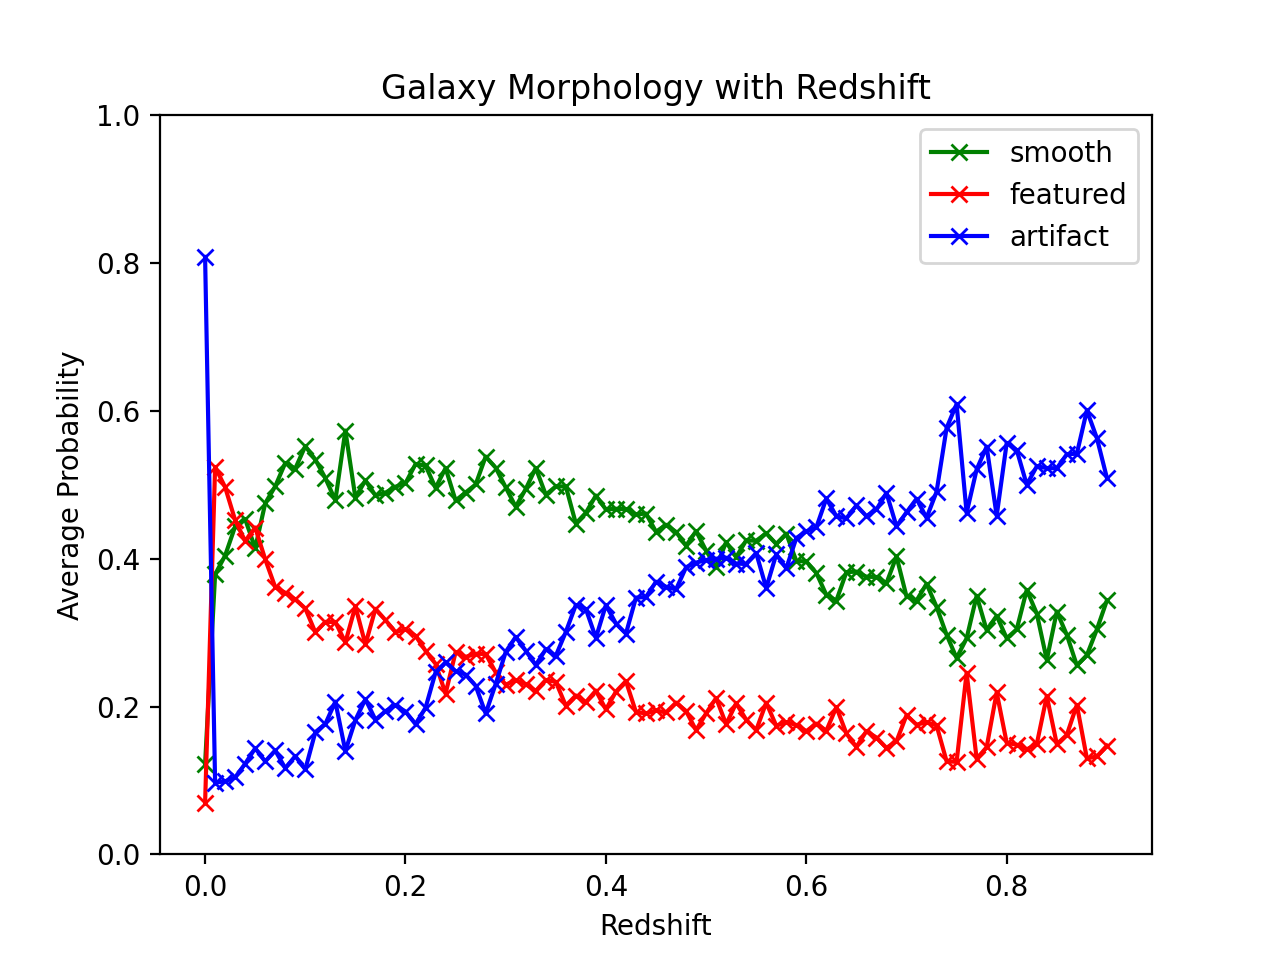 Galaxy Morphology with Redshift
smooth
featured
artifact
Average Probability
1.0
0.8
0.6
0.4
0.2
0.0
0.0 0.2 0.4 0.6 0.8
Redshift